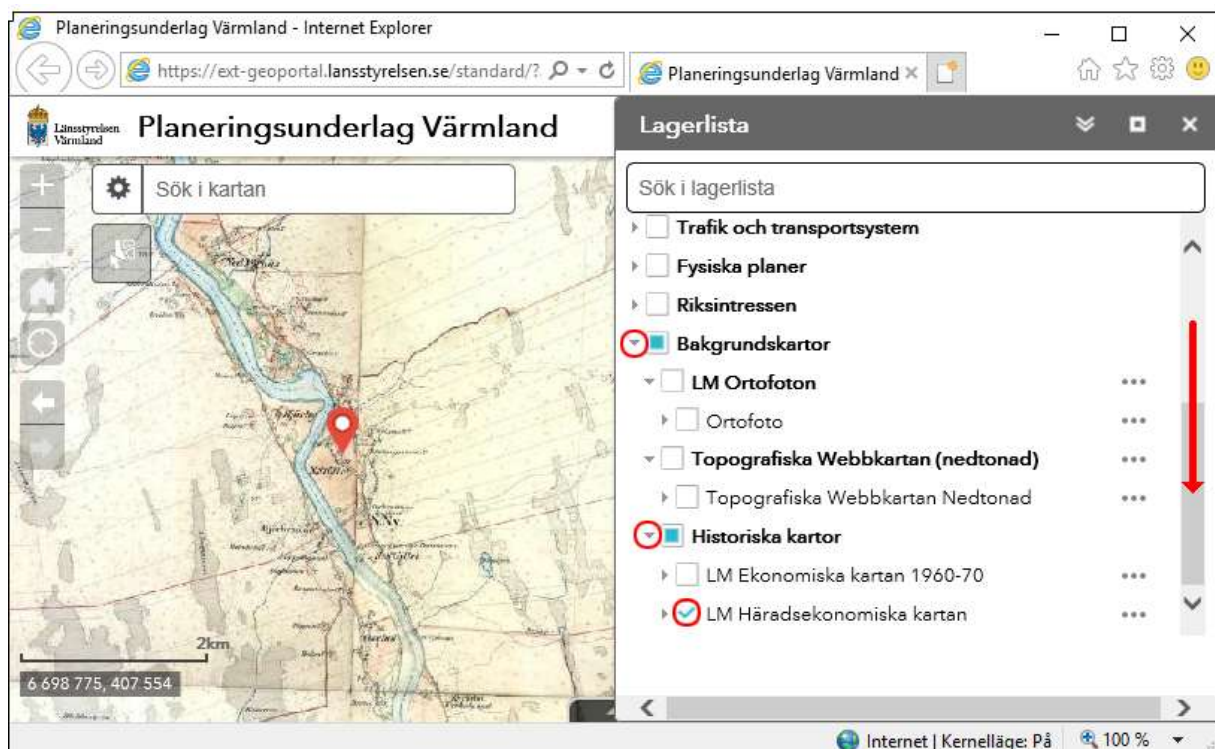 Planeringsunderlag Värmland - Internet Explorer
https://ext-geoportal.lansstyrelsen.se/standard/?
Planeringsunderlag Värmland
Länsstyrelsen
Värmland
Planeringsunderlag Värmland
Sök i kartan
2km
6 698 775, 407 554
Lagerlista
Sök i lagerlista
Trafik och transportsystem
Fysiska planer
Riksintressen
Bakgrundskartor
LM Ortofoton
Ortofoto
Topografiska Webbkartan (nedtonad)
Topografiska Webbkartan Nedtonad
Historiska kartor
LM Ekonomiska kartan 1960-70
LM Häradsekonomiska kartan
Internet | Kernelläge: På
100 %